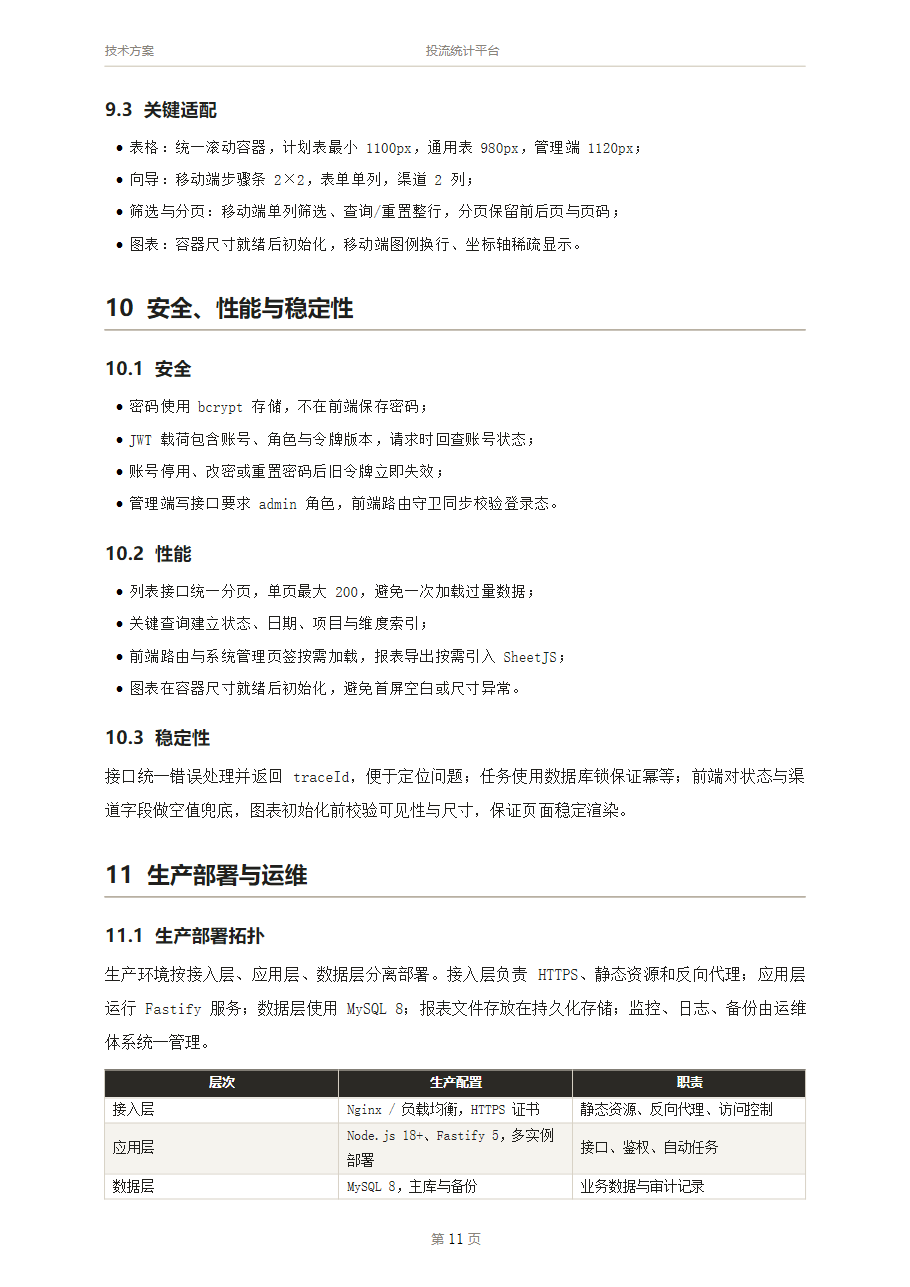 技术方案 投流统计平台
9.3 关键适配
● 表格：统一滚动容器，计划表最小 1100px，通用表 980px，管理端 1120px；
● 向导：移动端步骤条 2×2，表单单列，渠道 2 列；
● 筛选与分页：移动端单列筛选、查询/重置整行，分页保留前后页与页码；
● 图表：容器尺寸就绪后初始化，移动端图例换行、坐标轴稀疏显示。
10 安全、性能与稳定性
10.1 安全
● 密码使用 bcrypt 存储，不在前端保存密码；
● JWT 载荷包含账号、角色与令牌版本，请求时回查账号状态；
● 账号停用、改密或重置密码后旧令牌立即失效；
● 管理端写接口要求 admin 角色，前端路由守卫同步校验登录态。
10.2 性能
● 列表接口统一分页，单页最大 200，避免一次加载过量数据；
● 关键查询建立状态、日期、项目与维度索引；
● 前端路由与系统管理页签按需加载，报表导出按需引入 SheetJS；
● 图表在容器尺寸就绪后初始化，避免首屏空白或尺寸异常。
10.3 稳定性
接口统一错误处理并返回 traceId，便于定位问题；任务使用数据库锁保证幂等；前端对状态与渠
道字段做空值兜底，图表初始化前校验可见性与尺寸，保证页面稳定渲染。
11 生产部署与运维
11.1 生产部署拓扑
生产环境按接入层、应用层、数据层分离部署。接入层负责 HTTPS、静态资源和反向代理；应用层
运行 Fastify 服务；数据层使用 MySQL 8；报表文件存放在持久化存储；监控、日志、备份由运维
体系统一管理。
层次 生产配置 职责
接入层 Nginx / 负载均衡，HTTPS 证书 静态资源、反向代理、访问控制
应用层 Node.js 18+、Fastify 5，多实例
部署 接口、鉴权、自动任务
数据层 MySQL 8，主库与备份 业务数据与审计记录
第 11 页